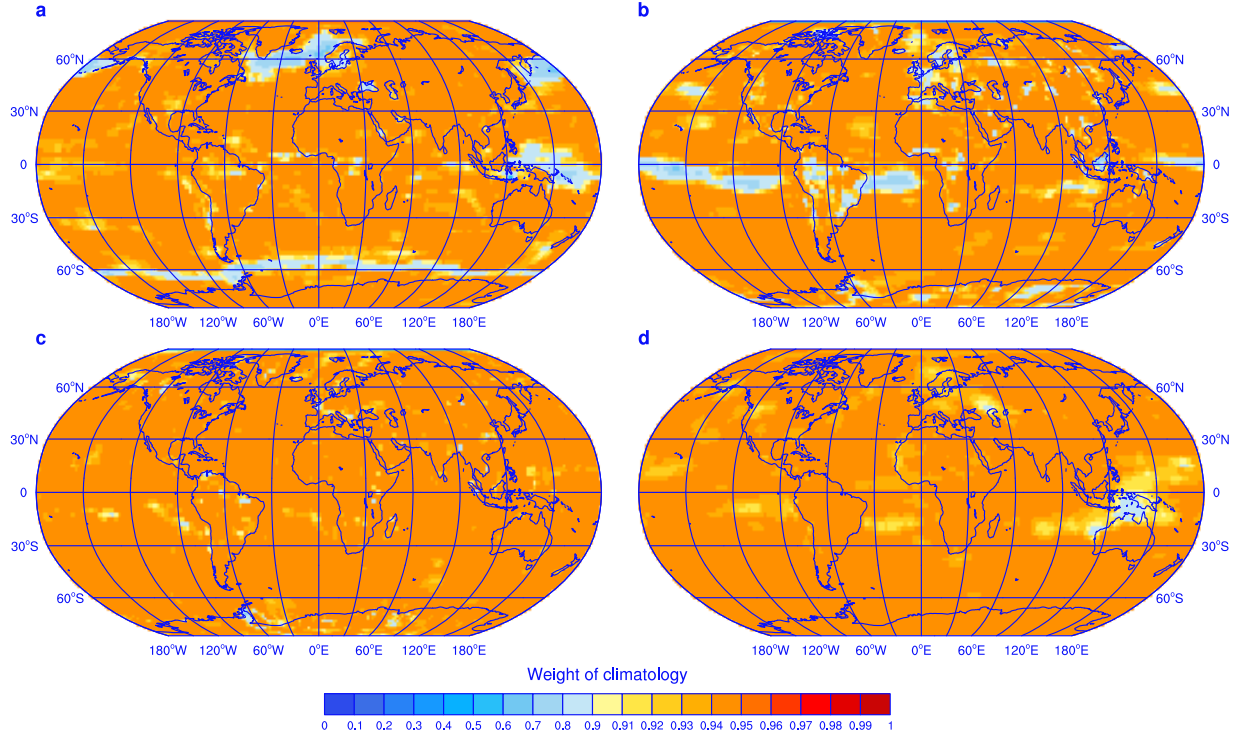 a b
60°N 60°N
30°N 30°N
0 0
30°S 30°S
60°S 60°S
180°W 120°W 60°W 0°E 60°E 120°E 180°E 180°W 120°W 60°W 0°E 60°E 120°E 180°E
c d
60°N 60°N
30°N 30°N
0 0
30°S 30°S
60°S 60°S
180°W 120°W 60°W 0°E 60°E 120°E 180°E 180°W 120°W 60°W 0°E 60°E 120°E 180°E
Weight of climatology
0 0.1 0.2 0.3 0.4 0.5 0.6 0.7 0.8 0.9 0.91 0.92 0.93 0.94 0.95 0.96 0.97 0.98 0.99 1